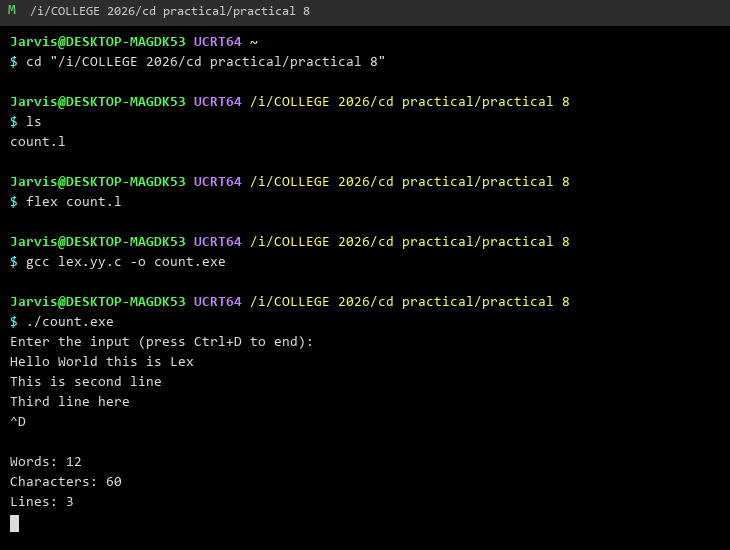 M /i/COLLEGE 2026/cd practical/practical 8
Jarvis@DESKTOP-MAGDK53 UCRT64 ~
$ cd "/i/COLLEGE 2026/cd practical/practical 8"
Jarvis@DESKTOP-MAGDK53 UCRT64 /i/COLLEGE 2026/cd practical/practical 8
$ ls
count.l
Jarvis@DESKTOP-MAGDK53 UCRT64 /i/COLLEGE 2026/cd practical/practical 8
$ flex count.l
Jarvis@DESKTOP-MAGDK53 UCRT64 /i/COLLEGE 2026/cd practical/practical 8
$ gcc lex.yy.c -o count.exe
Jarvis@DESKTOP-MAGDK53 UCRT64 /i/COLLEGE 2026/cd practical/practical 8
$ ./count.exe
Enter the input (press Ctrl+D to end):
Hello World this is Lex
This is second line
Third line here
^D
Words: 12
Characters: 60
Lines: 3